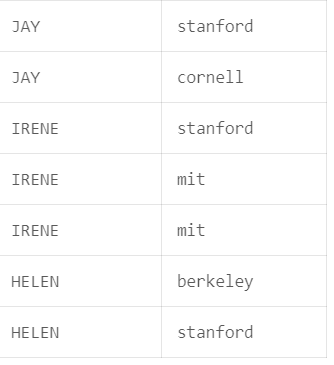 JAY stanford
JAY cornell
IRENE stanford
IRENE mit
IRENE mit
HELEN berkeley
HELEN stanford